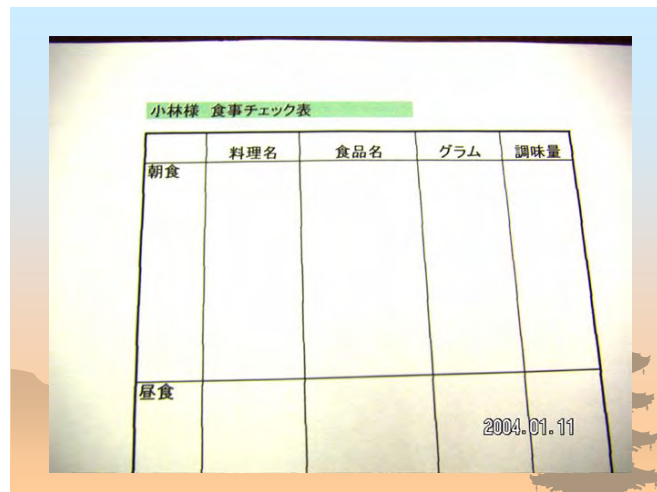 小林様 食事チェック表
料理名 食品名 グラム 調味量
朝食
昼食
2004.01.11